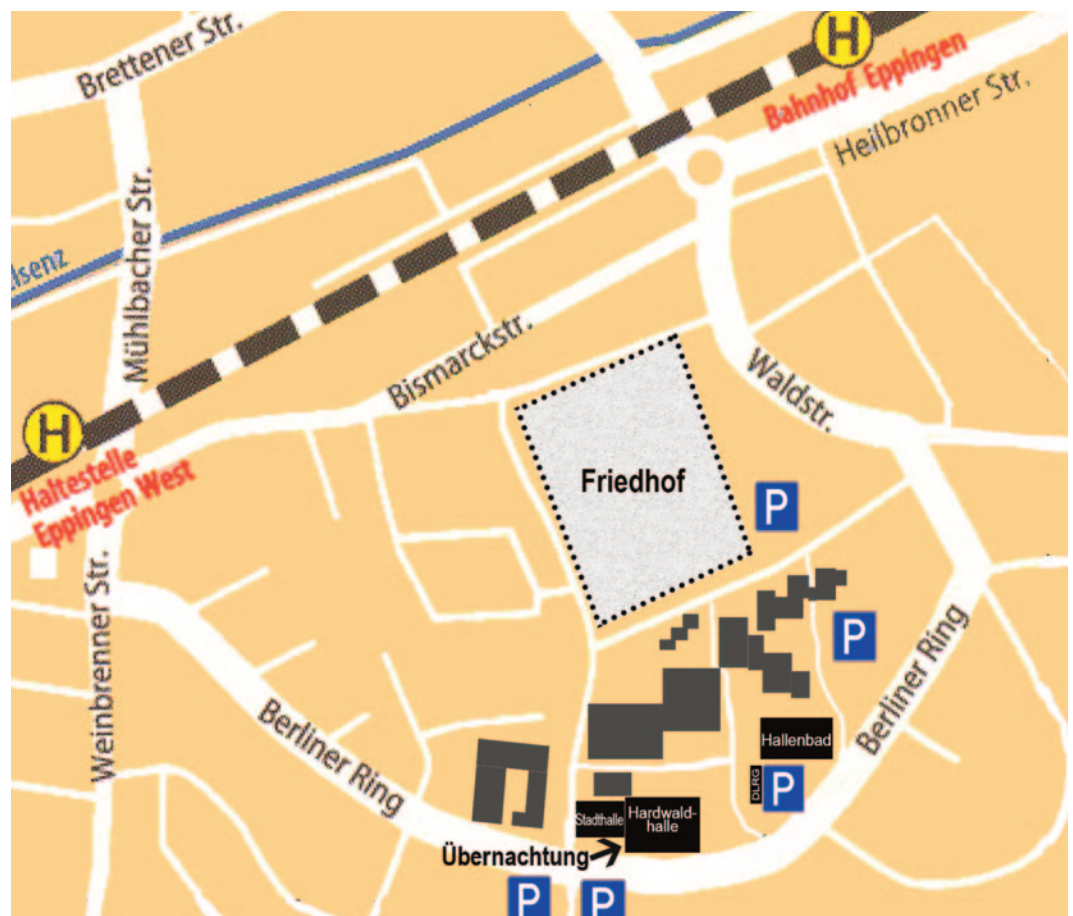 Brettener Str.
H
Bahnhof Eppingen
Heilbronner Str.
Mühlbacher Str.
Elsenz
Bismarckstr.
Waldstr.
H
Haltestelle
Eppingen West
Friedhof
P
Weinbrenner Str.
P
Berliner Ring
Berliner Ring
Hallenbad
DLRG
P
Stadthalle
Hardwald-
halle
Übernachtung
P
P